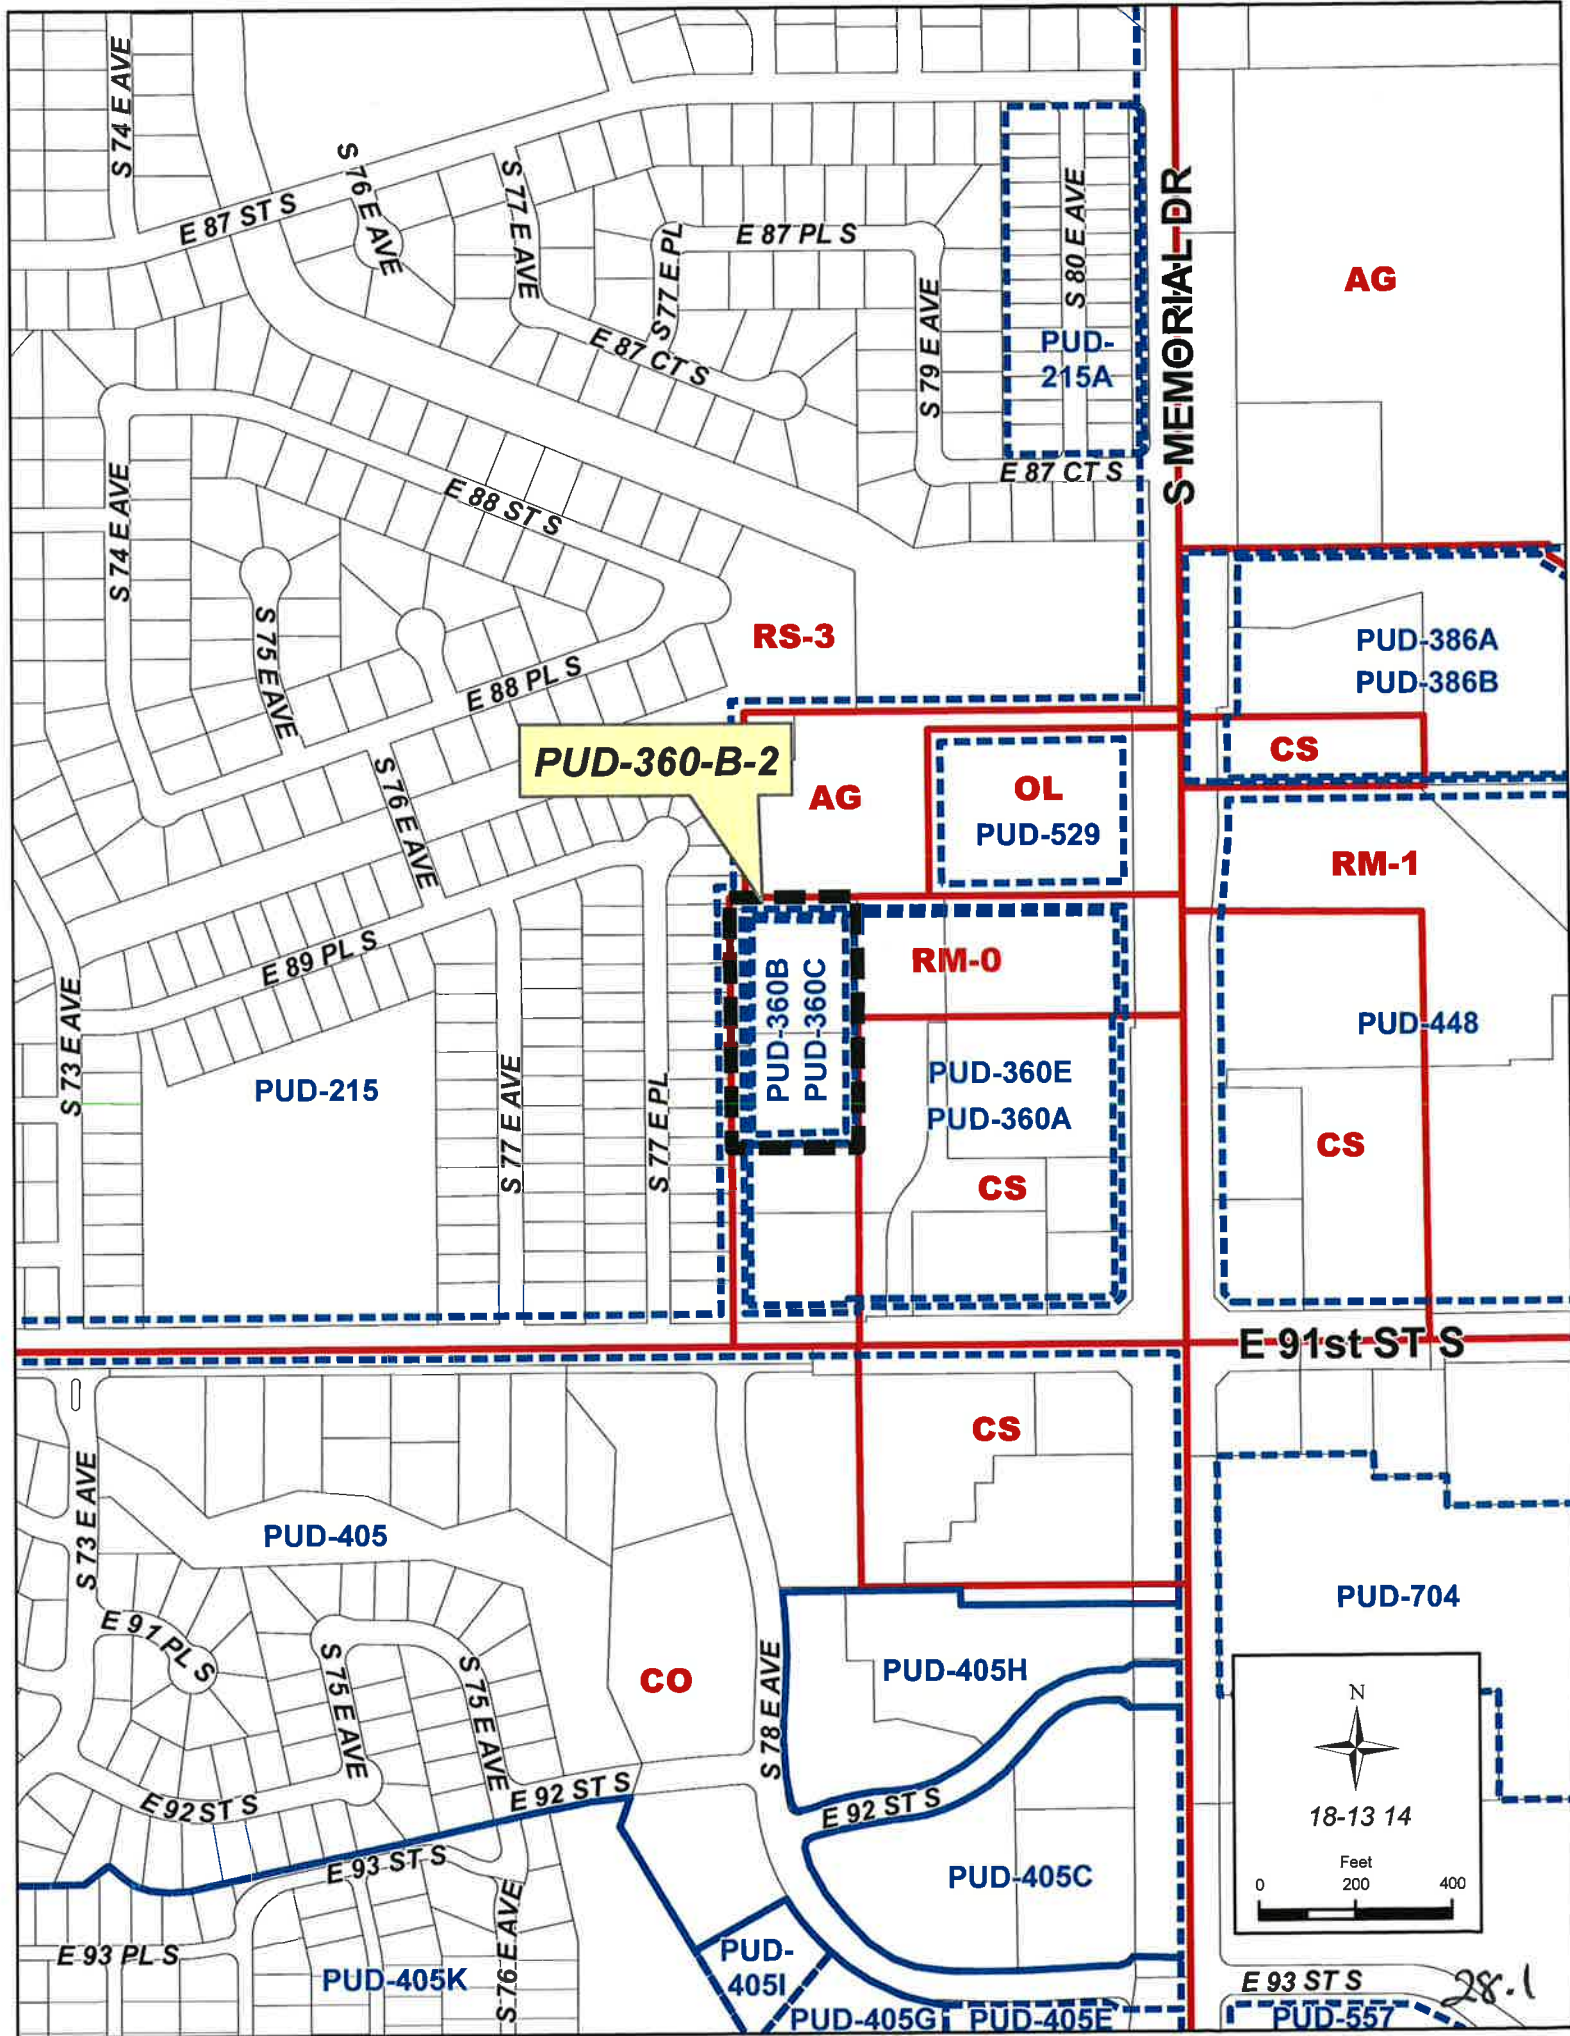 S 74 E AVE
S 76 E AVE
E 87 ST S
S 77 E AVE
S 77 E PL
E 87 PL S
S 80 E AVE
S MEMORIAL DR
AG
S 79 E AVE
E 87 CT S
PUD-
215A
E 87 CT S
S 74 E AVE
E 88 ST S
S 75 E AVE
RS-3
PUD-386A
PUD-386B
E 88 PL S
CS
PUD-360-B-2
S 76 E AVE
AG
OL
PUD-529
RM-1
E 89 PL S
S 73 E AVE
RM-0
PUD-360B
PUD-360C
PUD-448
PUD-215
S 77 E AVE
S 77 E PL
PUD-360E
PUD-360A
CS
CS
E 91st ST S
CS
S 73 E AVE
PUD-405
PUD-704
E 91 PL S
S 75 E AVE
S 75 E AVE
CO
S 78 E AVE
PUD-405H
N
E 92 ST S
E 92 ST S
E 92 ST S
18-13 14
Feet
0 200 400
E 93 ST S
PUD-405C
S 76 E AVE
E 93 PL S
PUD-405K
PUD-
405I
PUD-405G
PUD-405E
E 93 ST S
PUD-557
28.1